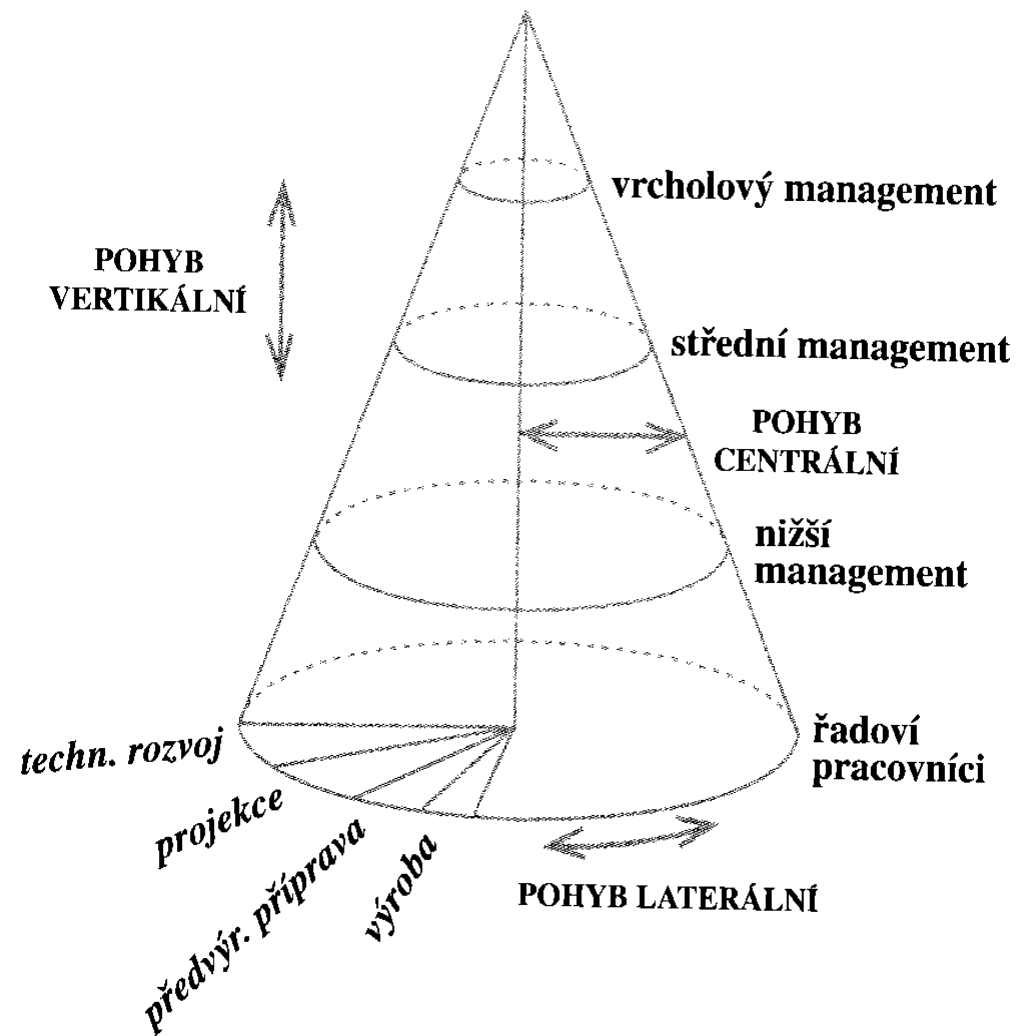 vrcholový management
POHYB
VERTIKÁLNÍ
střední management
POHYB
CENTRÁLNÍ
nižší
management
řadoví
pracovníci
techn. rozvoj
projekce
předvýr. příprava
výroba
POHYB LATERÁLNÍ